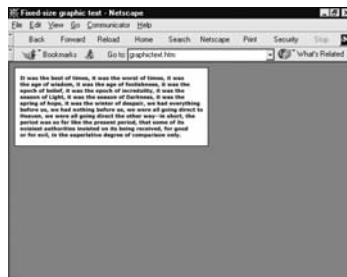 Fixed-size graphic test - Netscape
File Edit View Go Communicator Help
Back Forward Reload Home Search Netscape Print Security Stop
Bookmarks Go to: graphictext.htm What's Related
It was the best of times, it was the worst of times, it was
the age of wisdom, it was the age of foolishness, it was the
epoch of belief, it was the epoch of incredulity, it was the
season of Light, it was the season of Darkness, it was the
spring of hope, it was the winter of despair, we had everything
before us, we had nothing before us, we were all going direct to
Heaven, we were all going direct the other way--in short, the
period was so far like the present period, that some of its
noisiest authorities insisted on its being received, for good
or for evil, in the superlative degree of comparison only.